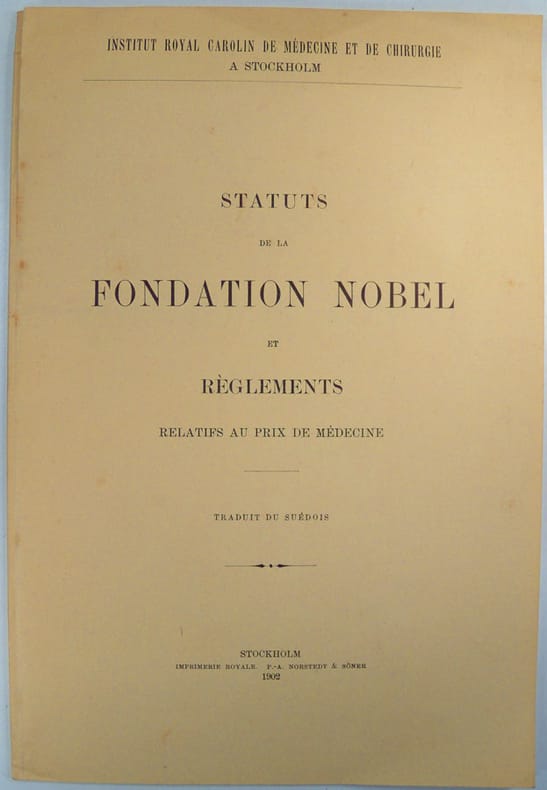 INSTITUT ROYAL CAROLIN DE MÉDECINE ET DE CHIRURGIE
A STOCKHOLM
STATUTS
DE LA
FONDATION NOBEL
ET
RÈGLEMENTS
RELATIFS AU PRIX DE MÉDECINE
TRADUIT DU SUÉDOIS
STOCKHOLM
IMPRIMERIE ROYALE. P.-A. NORSTEDT & SÖNER
1902